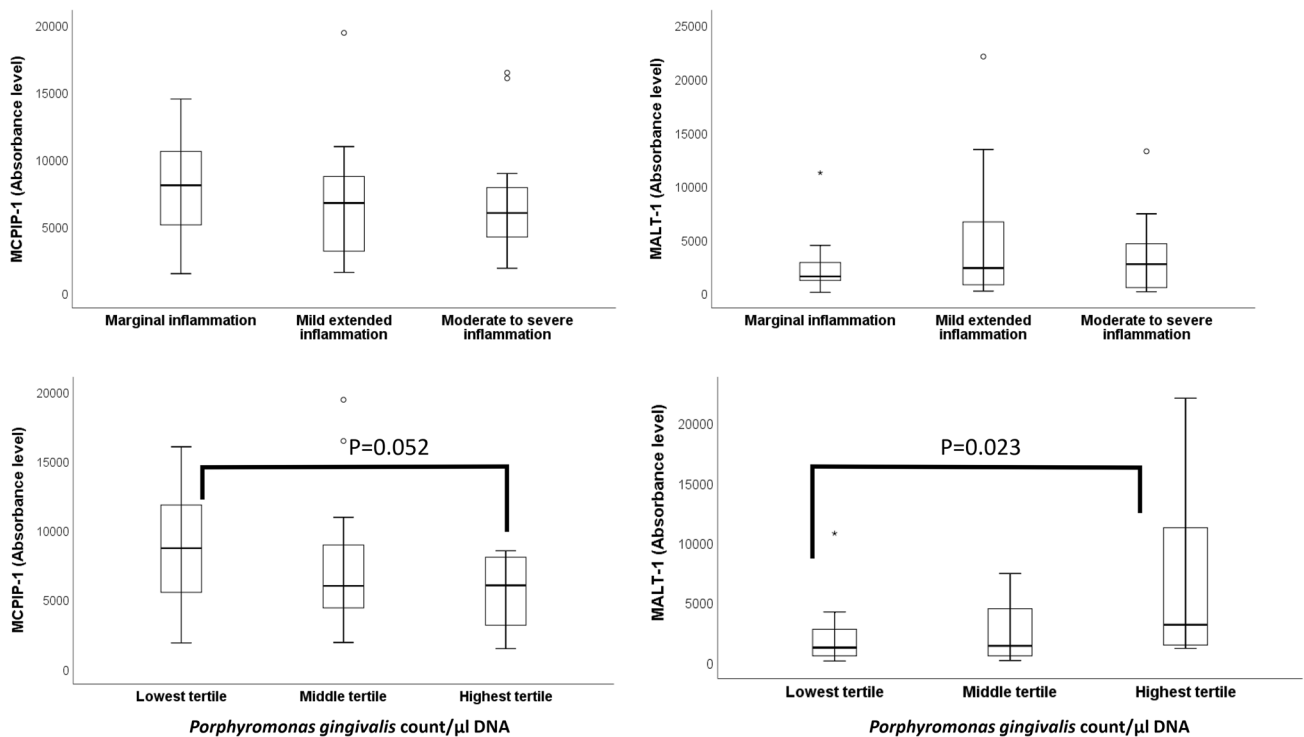 MCPIP-1 (Absorbance level)
20000
15000
10000
5000
0
Marginal inflammation
Mild extended
inflammation
Moderate to severe
inflammation
MALT-1 (Absorbance level)
25000
20000
15000
10000
5000
0
Marginal inflammation
Mild extended
inflammation
Moderate to severe
inflammation
MCPIP-1 (Absorbance level)
20000
15000
10000
5000
0
P=0.052
Lowest tertile
Middle tertile
Highest tertile
Porphyromonas gingivalis count/µl DNA
MALT-1 (Absorbance level)
20000
15000
10000
5000
0
P=0.023
Lowest tertile
Middle tertile
Highest tertile
Porphyromonas gingivalis count/µl DNA